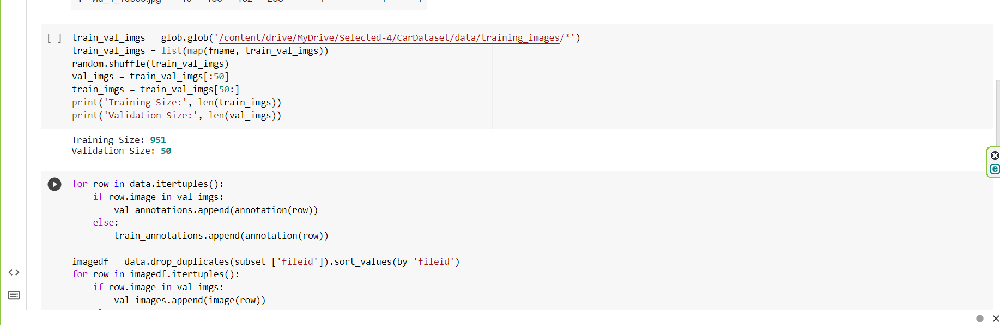 [ ] train_val_imgs = glob.glob('/content/drive/MyDrive/Selected-4/CarDataset/data/training_images/*')
train_val_imgs = list(map(fname, train_val_imgs))
random.shuffle(train_val_imgs)
val_imgs = train_val_imgs[:50]
train_imgs = train_val_imgs[50:]
print('Training Size:', len(train_imgs))
print('Validation Size:', len(val_imgs))
Training Size: 951
Validation Size: 50
for row in data.itertuples():
if row.image in val_imgs:
val_annotations.append(annotation(row))
else:
train_annotations.append(annotation(row))
imagedf = data.drop_duplicates(subset=['fileid']).sort_values(by='fileid')
for row in imagedf.itertuples():
if row.image in val_imgs:
val_images.append(image(row))